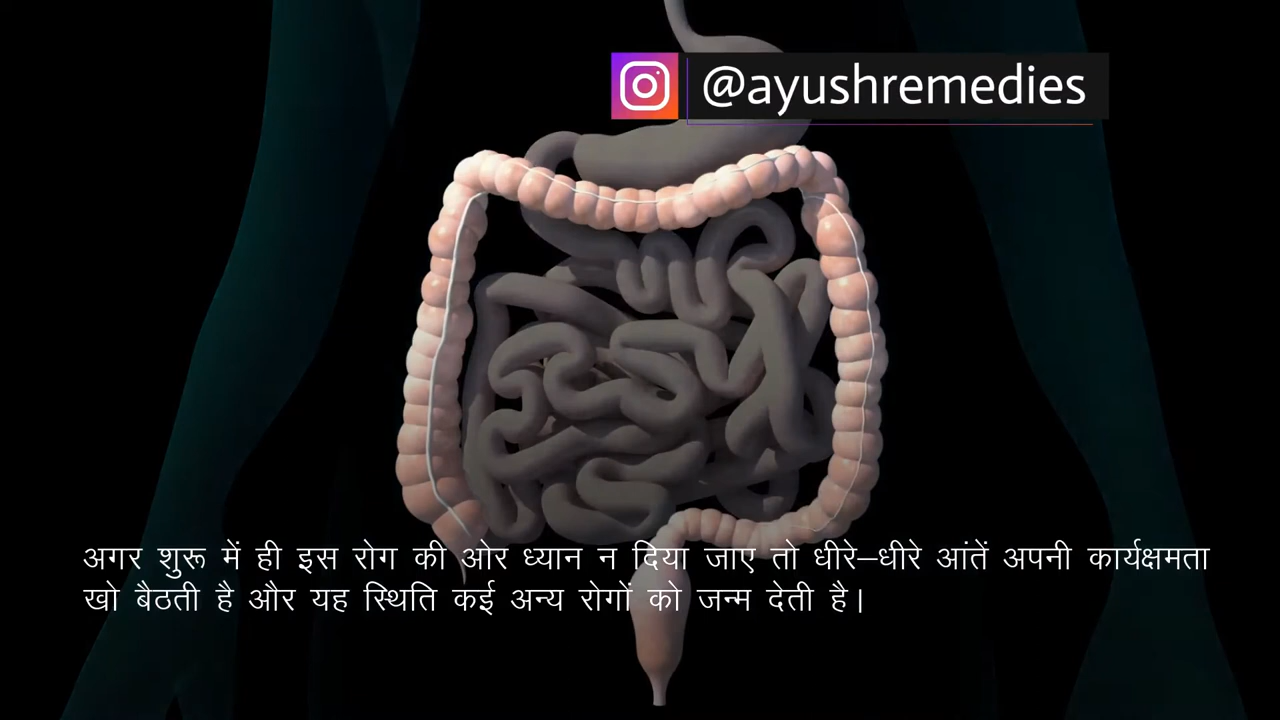 @ayushremedies
अगर शुरू में ही इस रोग की ओर ध्यान न दिया जाए तो धीरे–धीरे आंतें अपनी कार्यक्षमता
खो बैठती है और यह स्थिति कई अन्य रोगों को जन्म देती है।